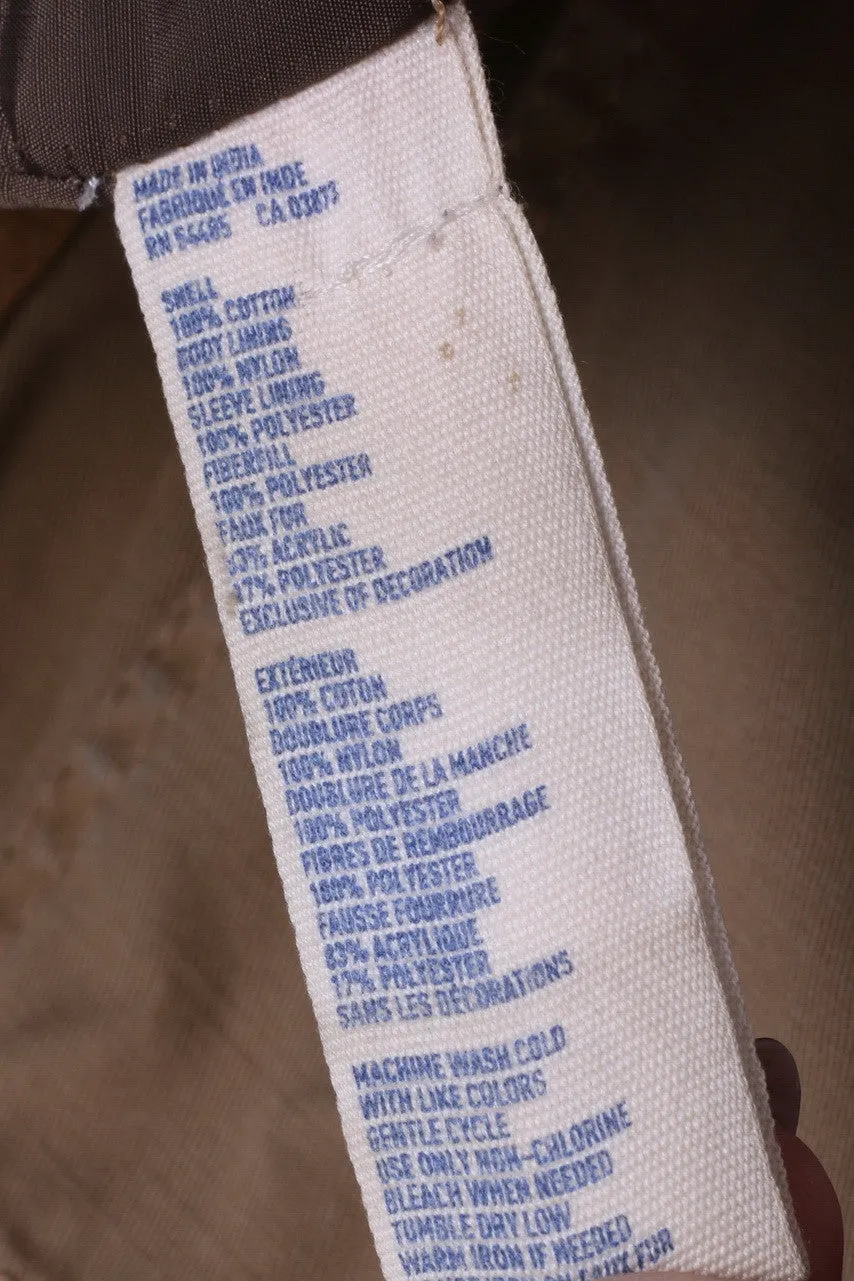 MADE IN INDIA
FABRIQUÉ EN INDE
RN 54485 CA 03873
SHELL
100% COTTON
BODY LINING
100% NYLON
SLEEVE LINING
100% POLYESTER
FIBERFILL
100% POLYESTER
FAUX FUR
83% ACRYLIC
17% POLYESTER
EXCLUSIVE OF DECORATION
EXTÉRIEUR
100% COTON
DOUBLURE CORPS
100% NYLON
DOUBLURE DE LA MANCHE
100% POLYESTER
FIBRES DE REMBOURRAGE
100% POLYESTER
FAUSSE FOURRURE
83% ACRYLIQUE
17% POLYESTER
SANS LES DÉCORATIONS
MACHINE WASH COLD
WITH LIKE COLORS
GENTLE CYCLE
USE ONLY NON-CHLORINE
BLEACH WHEN NEEDED
TUMBLE DRY LOW
WARM IRON IF NEEDED
ON FAUX FUR